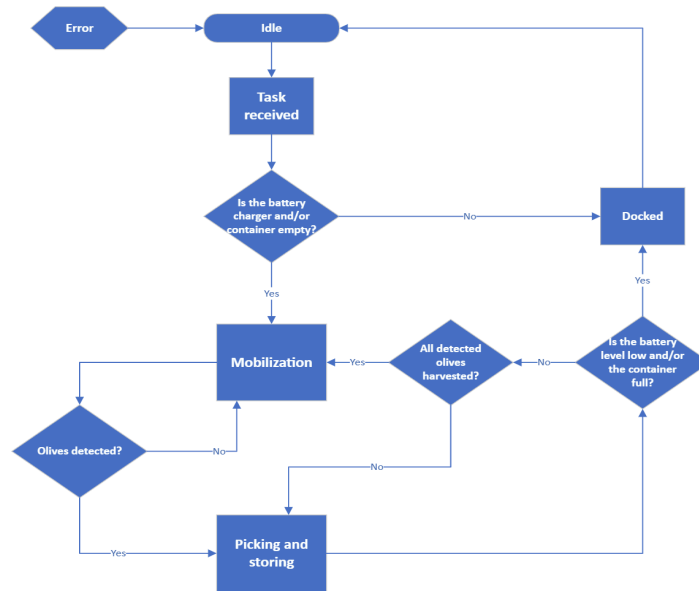 Error
Idle
Task
received
Is the battery
charger and/or
container empty?
No
Docked
Yes
Yes
Mobilization
Yes
All detected
olives
harvested?
No
Is the battery
level low and/or
the container
full?
Olives detected?
No
No
Yes
Picking and
storing